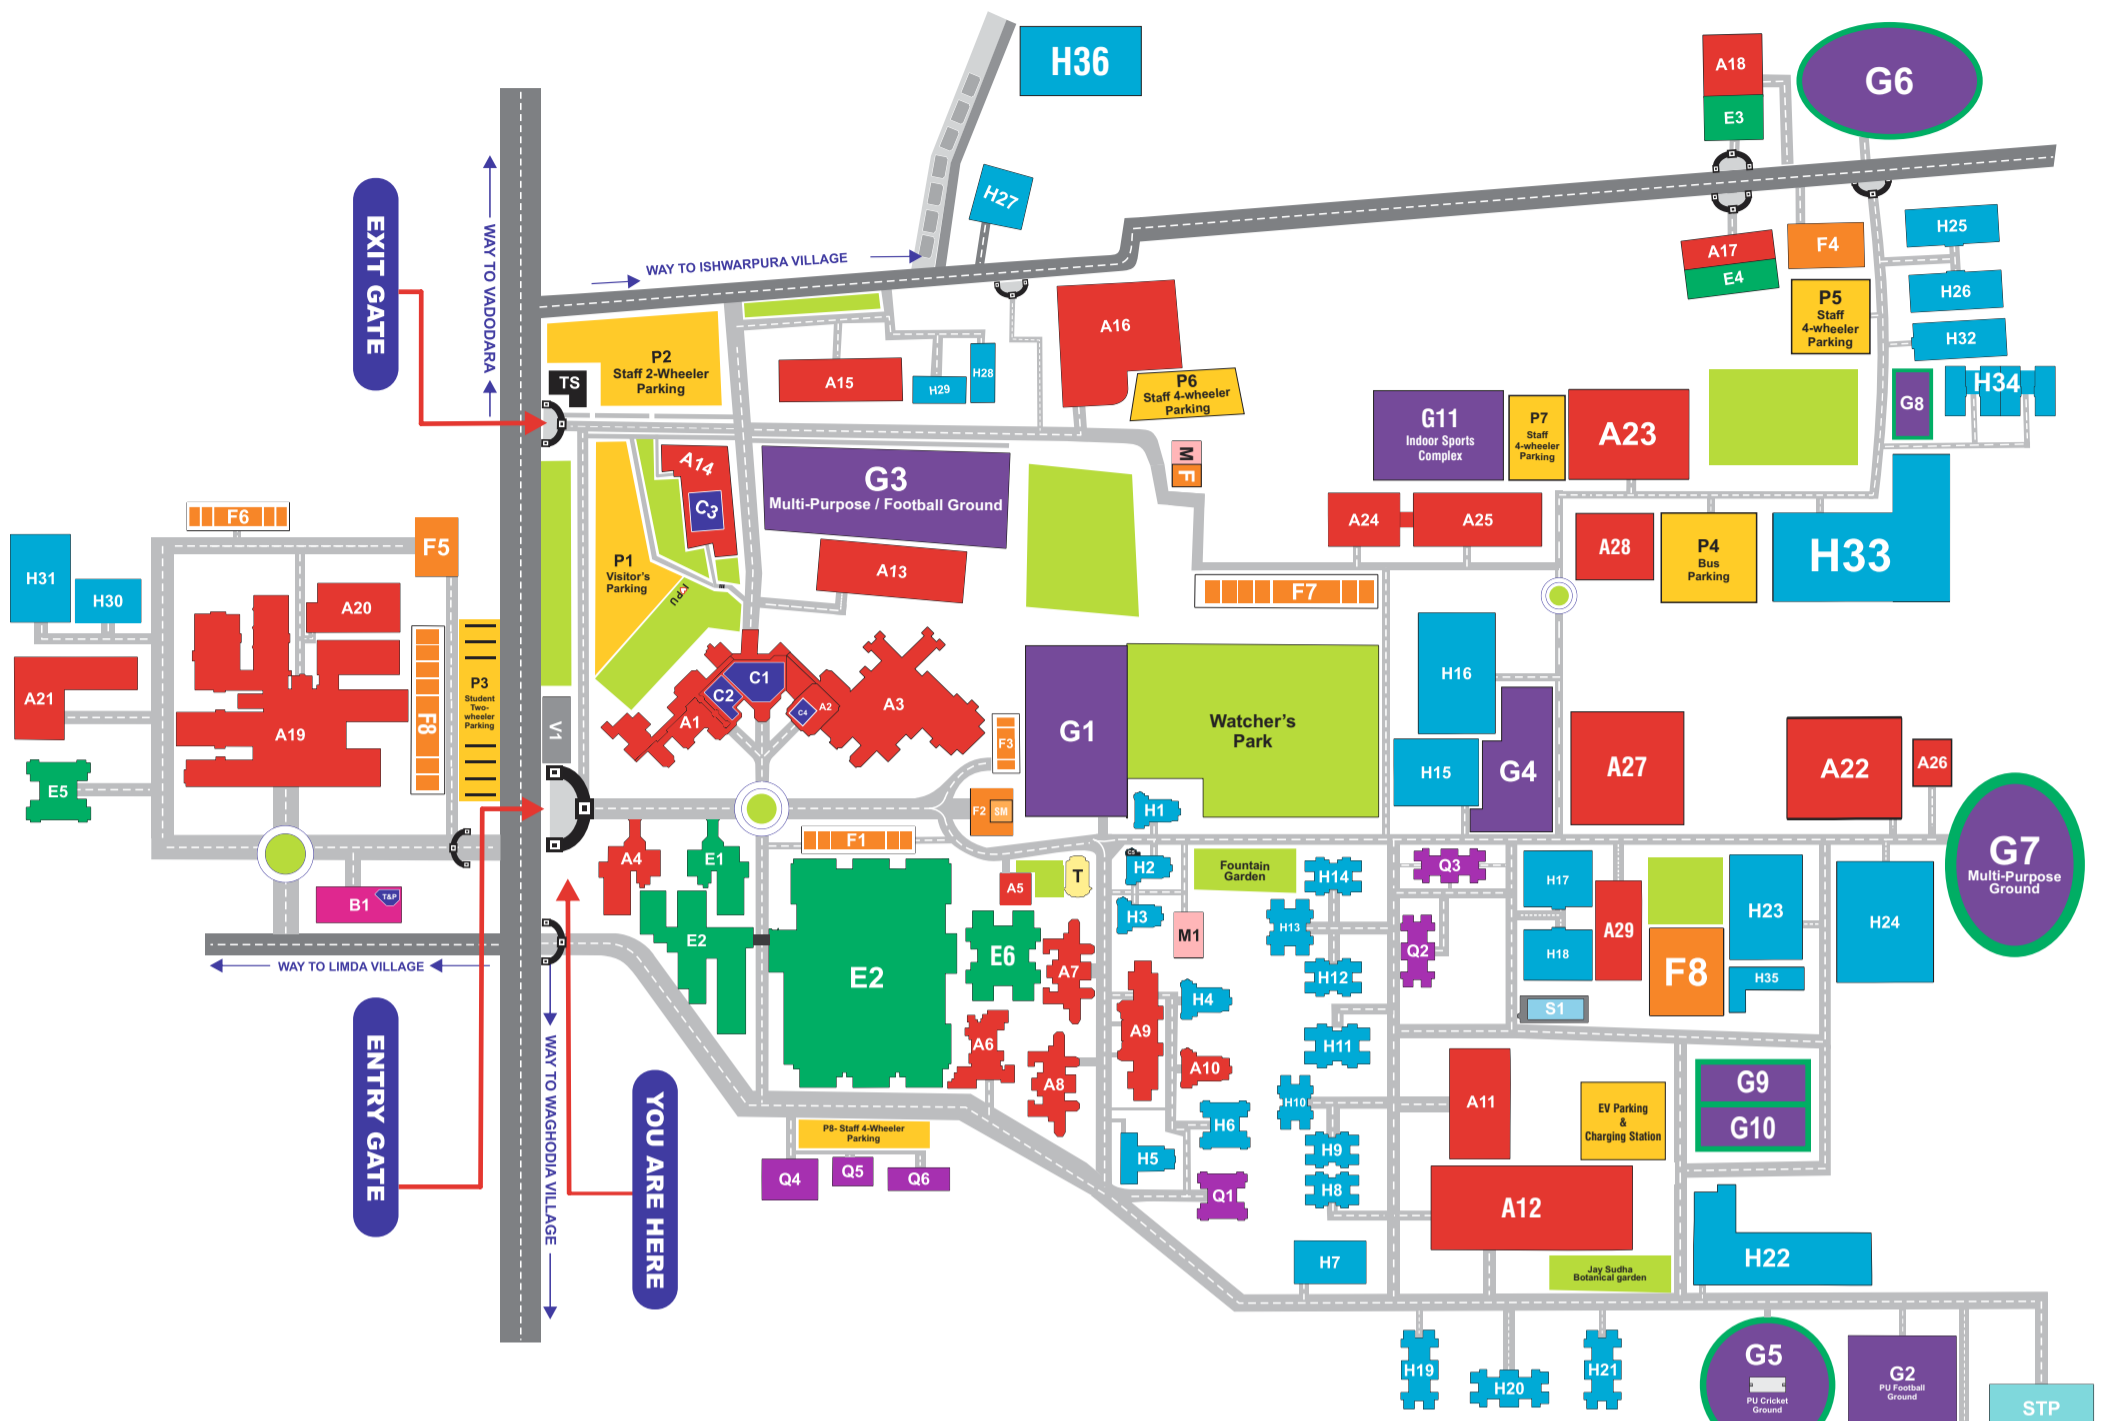 H36
A18
G6
E3
H27
H25
A17
F4
E4
H26
WAY TO ISHWARPURA VILLAGE
EXIT GATE
WAY TO VADODARA
P5
Staff
4-wheeler
Parking
A16
H32
P2
Staff 2-Wheeler
Parking
TS
A15
H29
H28
P6
Staff 4-wheeler
Parking
H34
G8
G11
Indoor Sports
Complex
P7
Staff
4-wheeler
Parking
A23
A14
C3
G3
Multi-Purpose / Football Ground
M
F
A24
A25
F6
F5
A28
P4
Bus
Parking
H33
H31
H30
P1
Visitor's
Parking
PU
A13
F7
A20
A21
A19
F8
P3
Student
Two-
wheeler
Parking
V1
C1
C2
C4
A2
A1
A3
F3
G1
Watcher's
Park
H16
H15
G4
A27
A22
A26
E5
F2
SM
H1
G7
Multi-Purpose
Ground
F1
A4
E1
A5
T
H2
Fountain
Garden
H14
Q3
H17
H23
H24
B1
T&P
H3
M1
H13
Q2
A29
E2
E2
E6
A7
H18
F8
WAY TO LIMDA VILLAGE
H12
H35
H4
S1
A9
A6
H11
A10
A8
H10
A11
G9
G10
EV Parking
&
Charging Station
ENTRY GATE
WAY TO WAGHODIA VILLAGE
YOU ARE HERE
P8- Staff 4-Wheeler
Parking
H6
H9
H5
Q4
Q5
Q6
Q1
H8
A12
H7
H22
Jay Sudha
Botanical garden
H19
H20
H21
G5
PU Cricket
Ground
G2
PU Football
Ground
STP